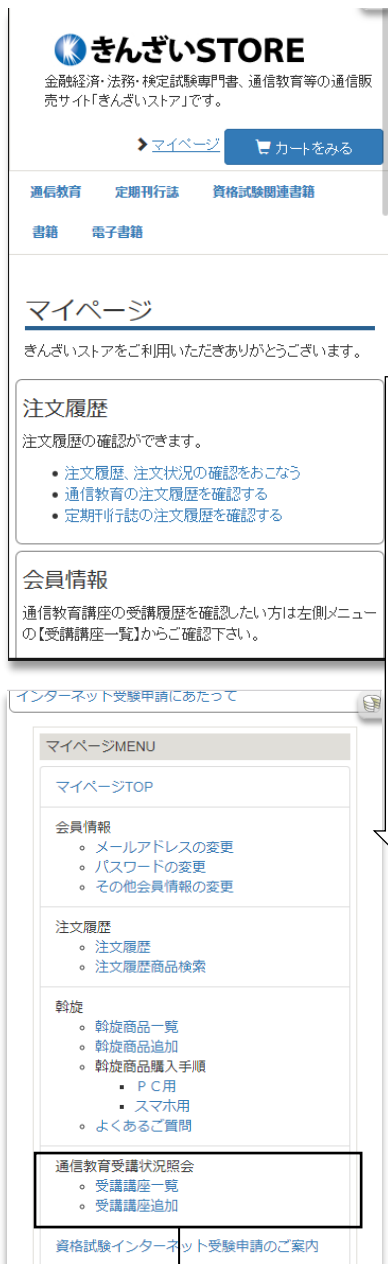 きんざいSTORE
金融経済・法務・検定試験専門書、通信教育等の通信販
売サイト「きんざいストア」です。
マイページ
カートをみる
通信教育 定期刊行誌 資格試験関連書籍
書籍 電子書籍
マイページ
きんざいストアをご利用いただきありがとうございます。
注文履歴
注文履歴の確認ができます。
注文履歴、注文状況の確認をおこなう
通信教育の注文履歴を確認する
定期刊行誌の注文履歴を確認する
会員情報
通信教育講座の受講履歴を確認したい方は左側メニュー
の【受講講座一覧】からご確認下さい。
インターネット受験申請にあたって
マイページMENU
マイページTOP
会員情報
メールアドレスの変更
パスワードの変更
その他会員情報の変更
注文履歴
注文履歴
注文履歴商品検索
斡旋
斡旋商品一覧
斡旋商品追加
斡旋商品購入手順
ＰＣ用
スマホ用
よくあるご質問
通信教育受講状況照会
受講講座一覧
受講講座追加
資格試験インターネット受験申請のご案内